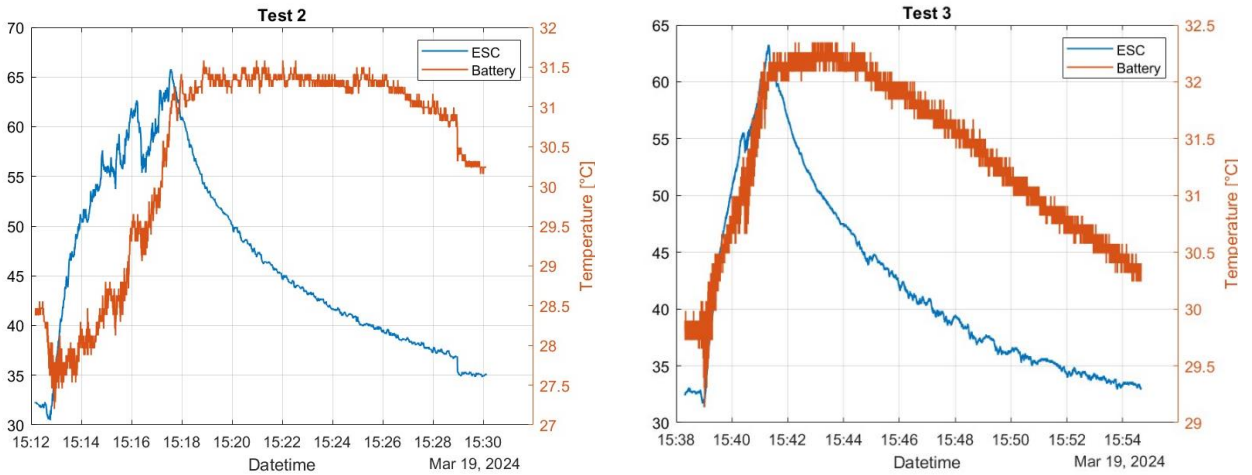 Test 2
70
65
60
55
50
45
40
35
30
32
31.5
31
30.5
30
29.5
29
28.5
28
27.5
27
Temperature [°C]
ESC
Battery
15:12 15:14 15:16 15:18 15:20 15:22 15:24 15:26 15:28 15:30
Datetime
Mar 19, 2024
Test 3
65
60
55
50
45
40
35
30
32.5
32
31.5
31
30.5
30
29.5
29
Temperature [°C]
ESC
Battery
15:38 15:40 15:42 15:44 15:46 15:48 15:50 15:52 15:54
Datetime
Mar 19, 2024